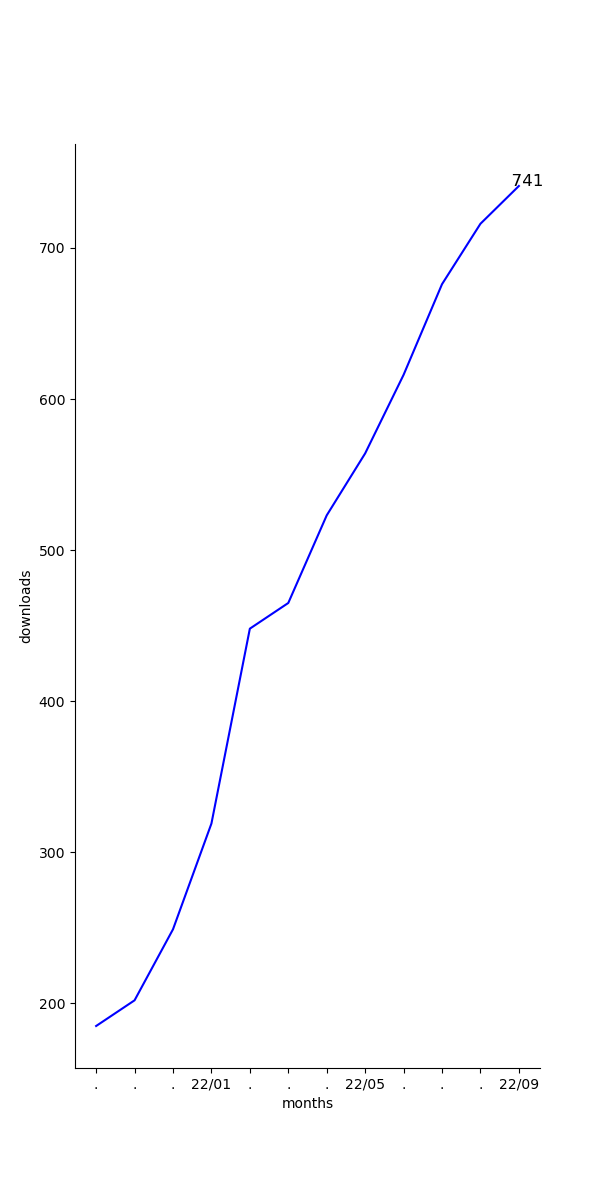 741
700
600
500
400
300
200
downloads
. . . 22/01 . . . 22/05 . . . 22/09
months